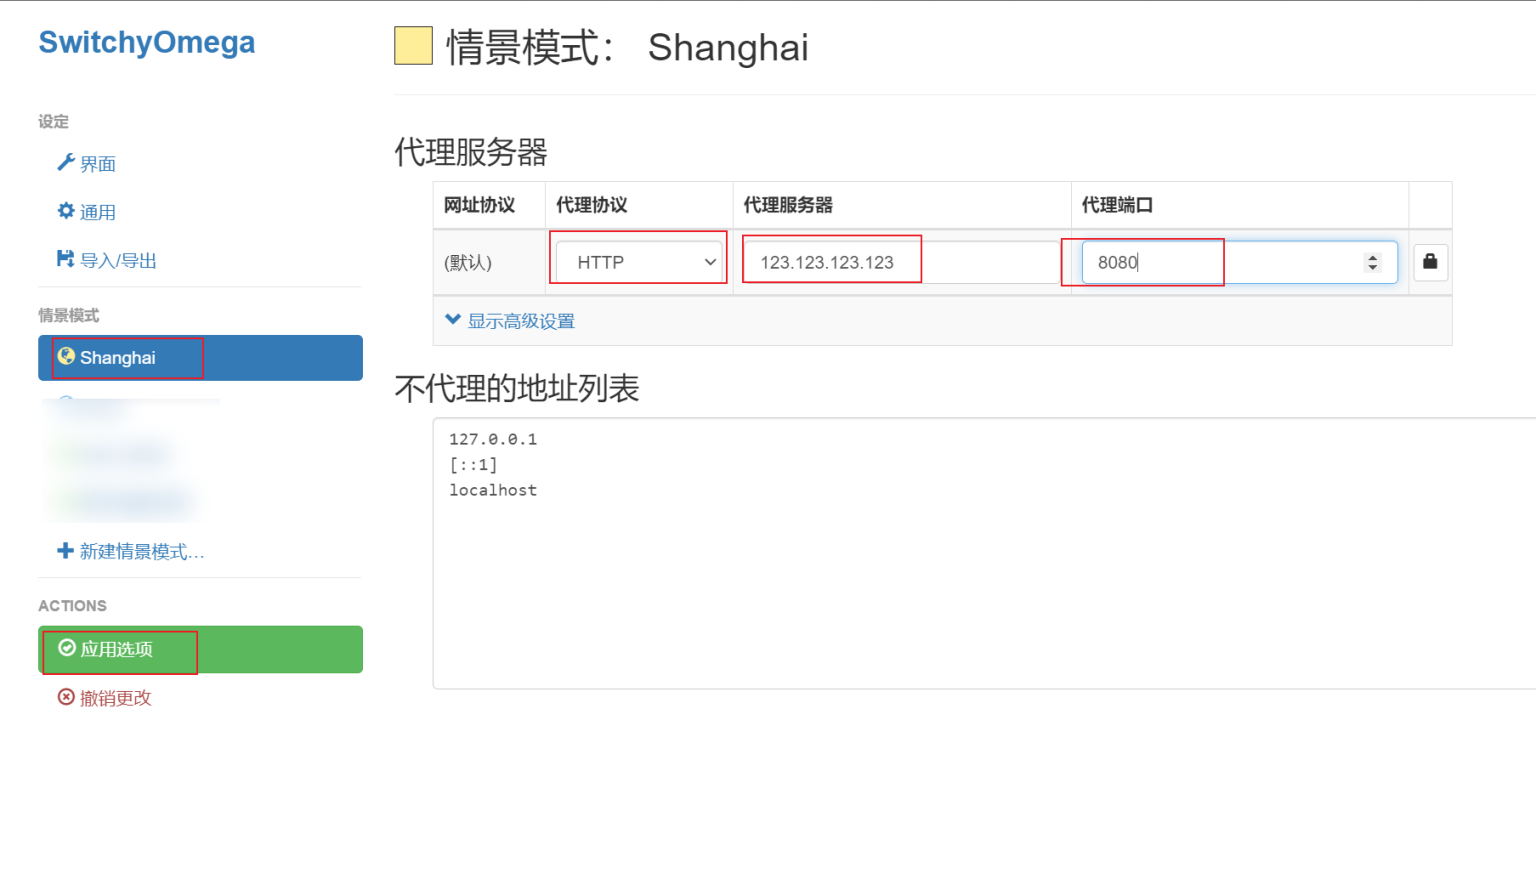 SwitchyOmega
设定
界面
通用
导入/导出
情景模式
Shanghai
新建情景模式...
ACTIONS
应用选项
撤销更改
情景模式： Shanghai
代理服务器
网址协议 代理协议 代理服务器 代理端口
(默认) HTTP 123.123.123.123 8080
显示高级设置
不代理的地址列表
127.0.0.1
[::1]
localhost